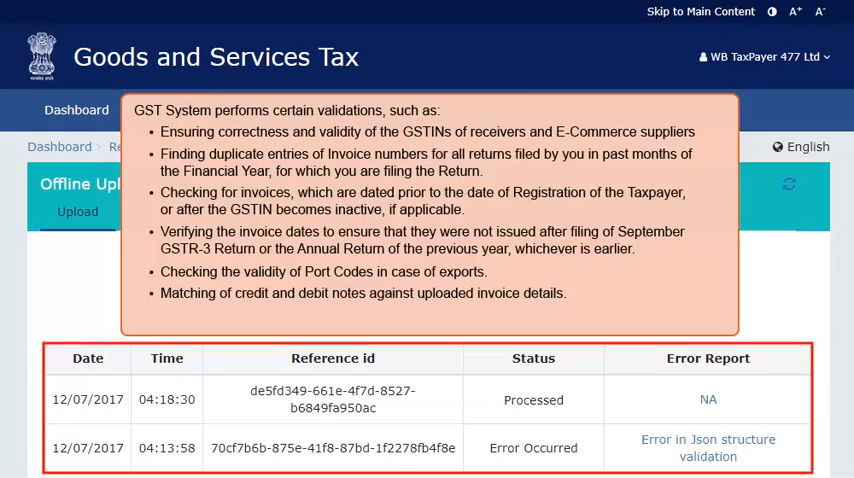 Skip to Main Content A+ A-
Goods and Services Tax
WB TaxPayer 477 Ltd
Dashboard
GST System performs certain validations, such as:
• Ensuring correctness and validity of the GSTINs of receivers and E-Commerce suppliers
• Finding duplicate entries of Invoice numbers for all returns filed by you in past months of
the Financial Year, for which you are filing the Return.
• Checking for invoices, which are dated prior to the date of Registration of the Taxpayer,
or after the GSTIN becomes inactive, if applicable.
• Verifying the invoice dates to ensure that they were not issued after filing of September
GSTR-3 Return or the Annual Return of the previous year, whichever is earlier.
• Checking the validity of Port Codes in case of exports.
• Matching of credit and debit notes against uploaded invoice details.
Dashboard › Re
English
Offline Upl
Upload
Date Time Reference id Status Error Report
12/07/2017 04:18:30 de5fd349-661e-4f7d-8527-
b6849fa950ac Processed NA
12/07/2017 04:13:58 70cf7b6b-875e-41f8-87bd-1f2278fb4f8e Error Occurred Error in Json structure
validation